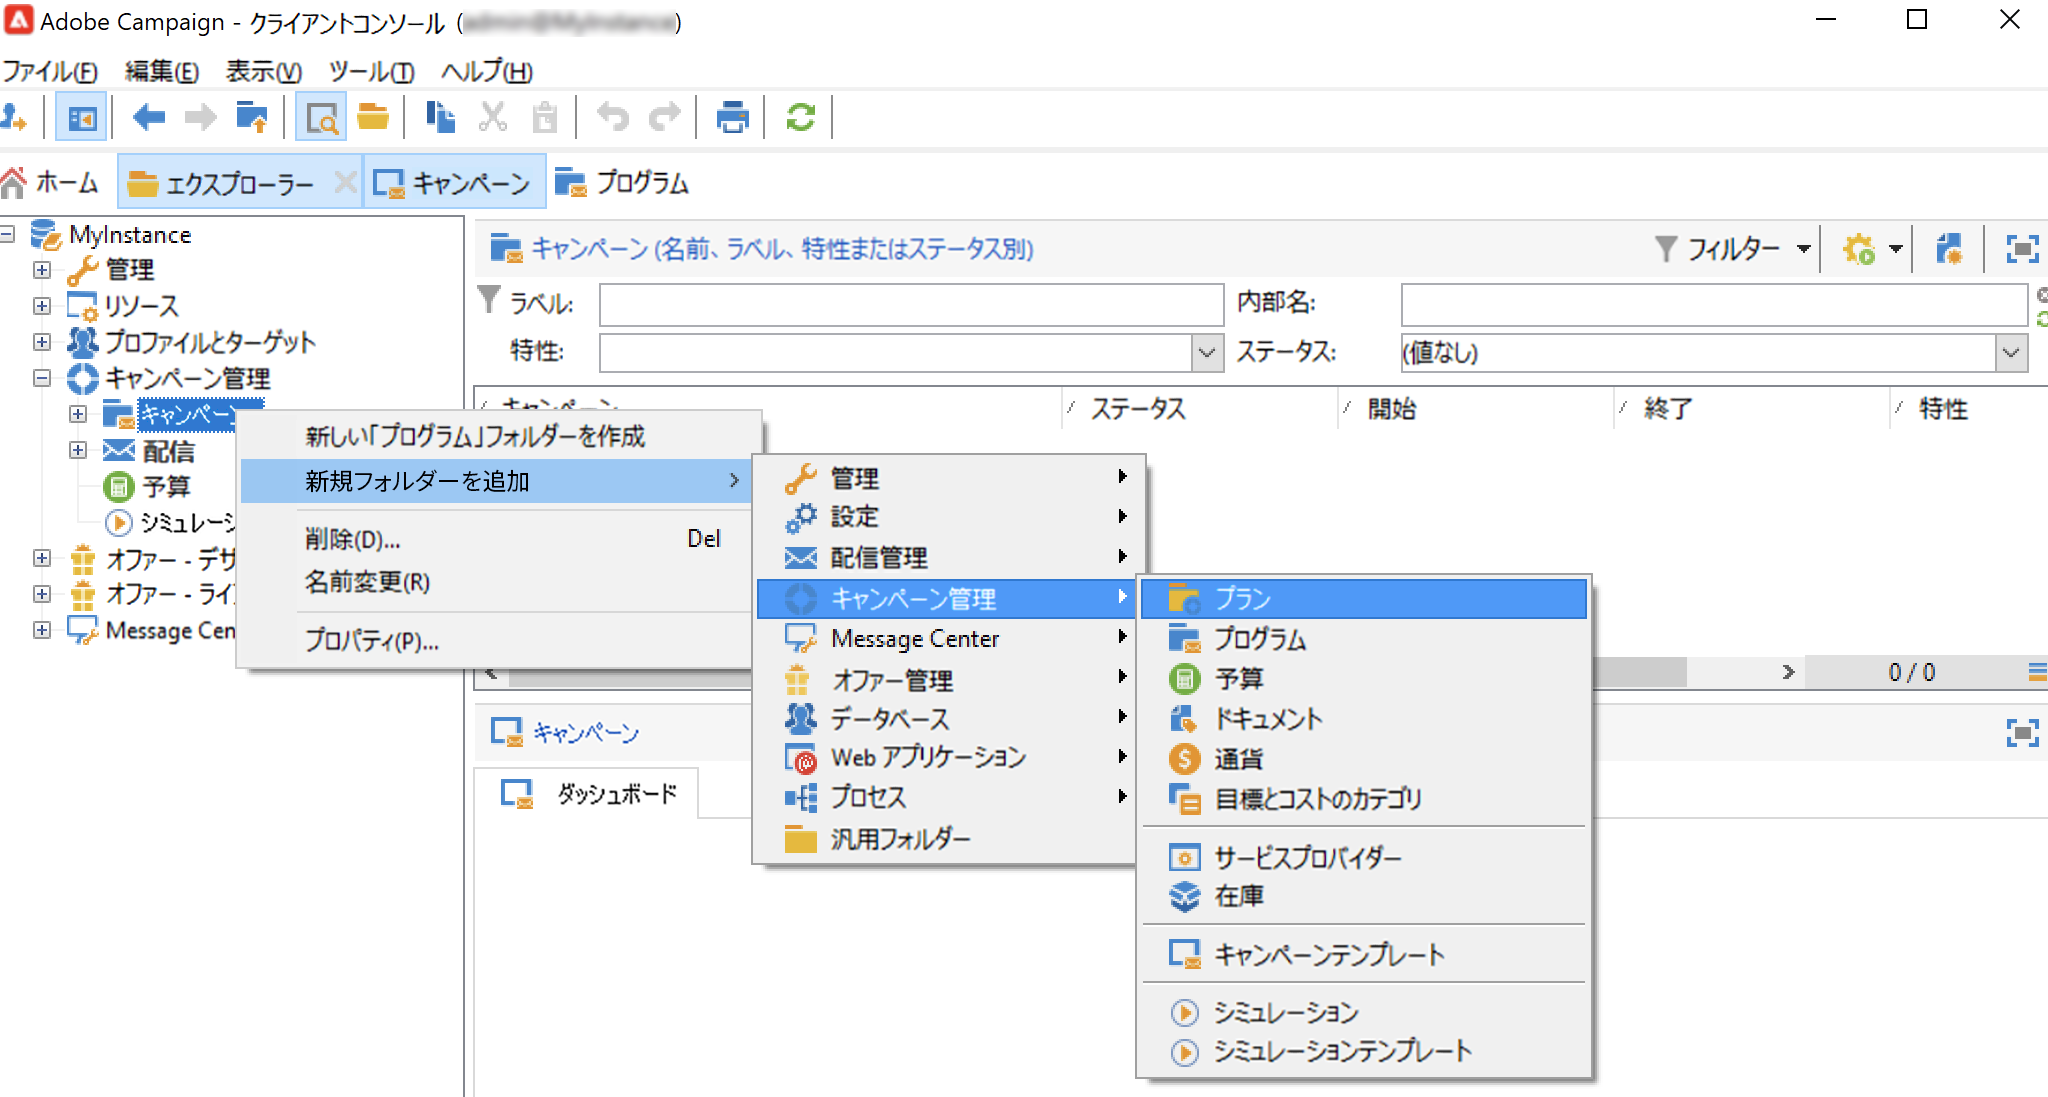 Adobe Campaign - クライアントコンソール ( )
ファイル(F) 編集(E) 表示(V) ツール(T) ヘルプ(H)
ホーム エクスプローラー キャンペーン プログラム
MyInstance
管理
リソース
プロファイルとターゲット
キャンペーン管理
キャンペーン
配信
予算
シミュレーシ
オファー - デザ
オファー - ライ
Message Cen
キャンペーン (名前、ラベル、特性またはステータス別)
フィルター
ラベル:
内部名:
特性:
ステータス:
(値なし)
キャンペーン ステータス 開始 終了 特性
新しい「プログラム」フォルダーを作成
新規フォルダーを追加
削除(D)... Del
名前変更(R)
プロパティ(P)...
管理
設定
配信管理
キャンペーン管理
Message Center
オファー管理
データベース
Web アプリケーション
プロセス
汎用フォルダー
プラン
プログラム
予算
ドキュメント
通貨
目標とコストのカテゴリ
サービスプロバイダー
在庫
キャンペーンテンプレート
シミュレーション
シミュレーションテンプレート
0 / 0
キャンペーン
ダッシュボード